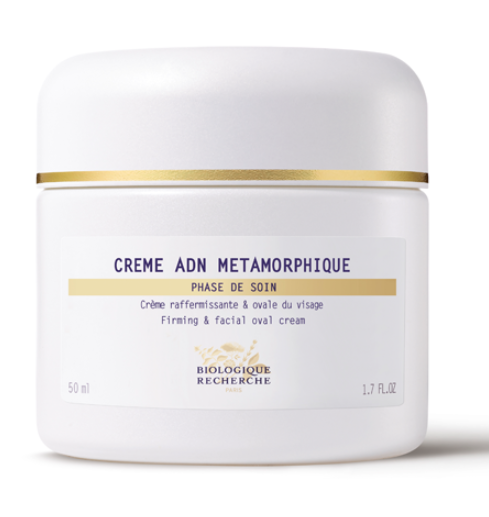 CREME ADN METAMORPHIQUE
PHASE DE SOIN
Crème raffermissante & ovale du visage
Firming & facial oval cream
BIOLOGIQUE
RECHERCHE
PARIS
50 ml
1.7 FL.OZ